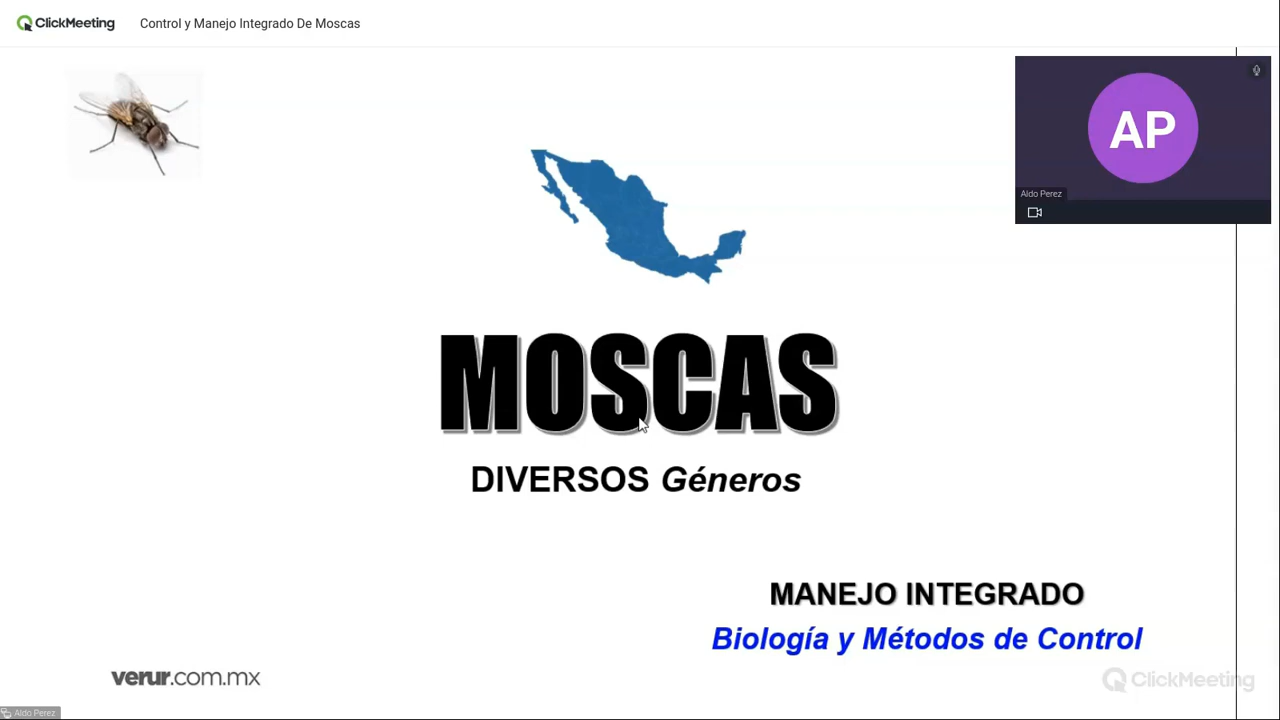 ClickMeeting Control y Manejo Integrado De Moscas
AP
Aldo Perez
MOSCAS
DIVERSOS Géneros
MANEJO INTEGRADO
Biología y Métodos de Control
verur.com.mx
ClickMeeting
Aldo Perez